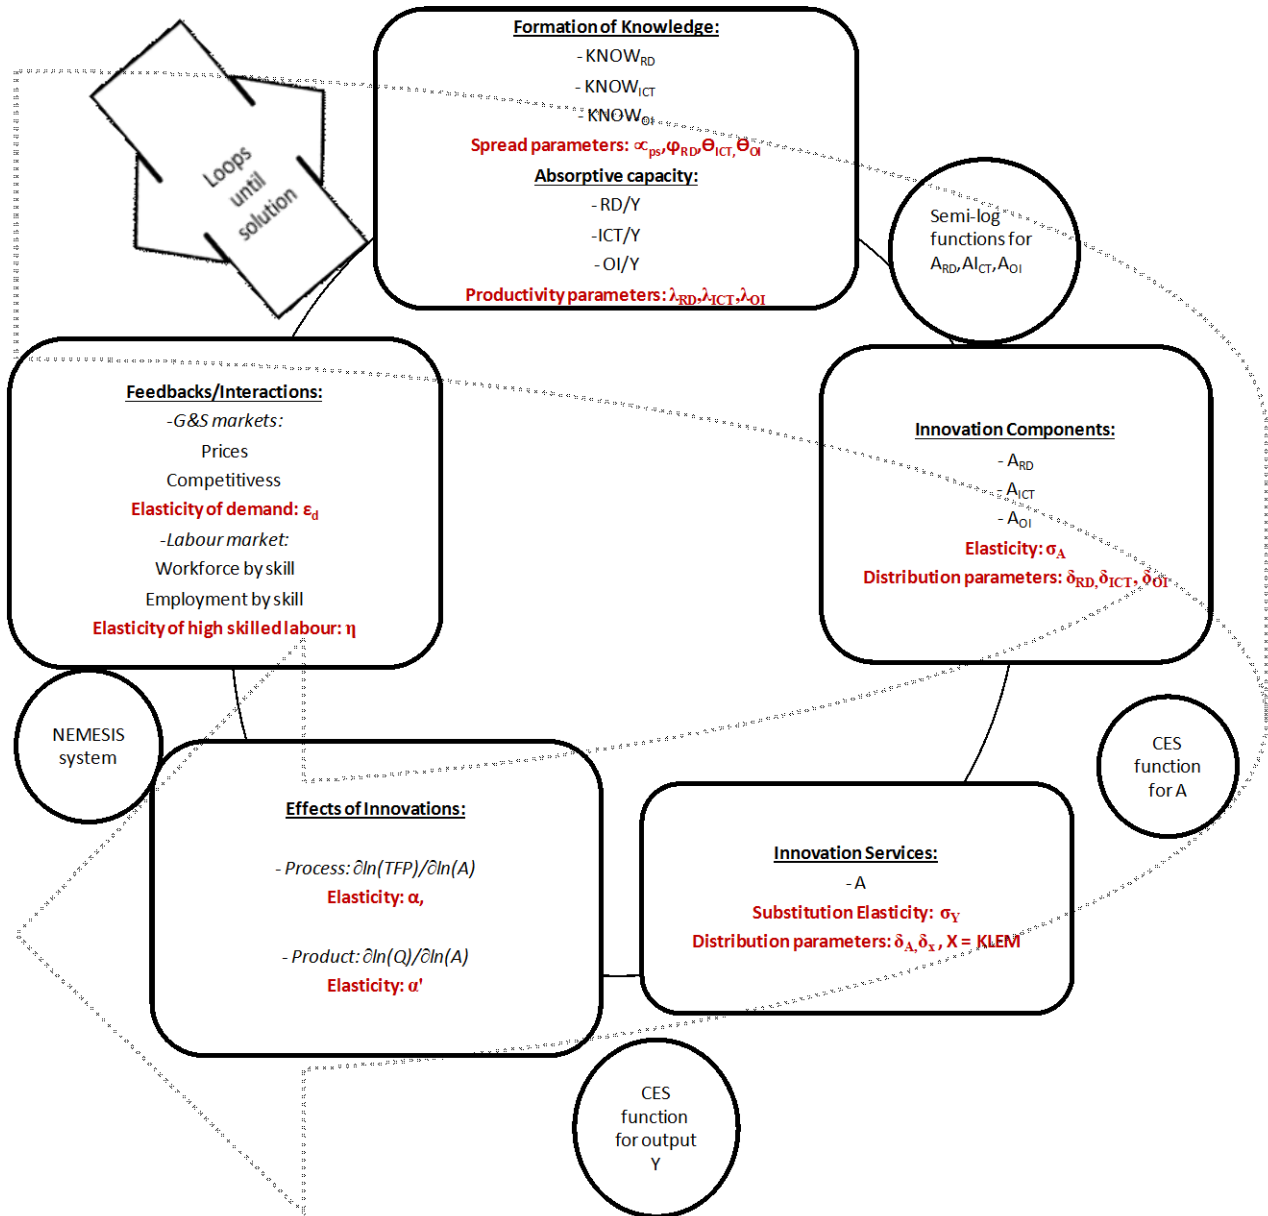 Formation of Knowledge:
- KNOW_RD
- KNOW_ICT
- KNOW_OI
Spread parameters: ∝_ps,φ_RD,Θ_ICT,Θ_OI
Absorptive capacity:
- RD/Y
- ICT/Y
- OI/Y
Productivity parameters: λ_RD,λ_ICT,λ_OI
Loops
until
solution
Semi-log
functions for
A_RD,AI_CT,A_OI
Feedbacks/Interactions:
-G&S markets:
Prices
Competitivess
Elasticity of demand: ε_d
-Labour market:
Workforce by skill
Employment by skill
Elasticity of high skilled labour: η
Innovation Components:
- A_RD
- A_ICT
- A_OI
Elasticity: σ_A
Distribution parameters: δ_RD,δ_ICT, δ_OI
NEMESIS
system
CES
function
for A
Effects of Innovations:
- Process: ∂ln(TFP)/∂ln(A)
Elasticity: α,
- Product: ∂ln(Q)/∂ln(A)
Elasticity: α'
Innovation Services:
- A
Substitution Elasticity: σ_Y
Distribution parameters: δ_A,δ_x , X = KLEM
CES
function
for output
Y